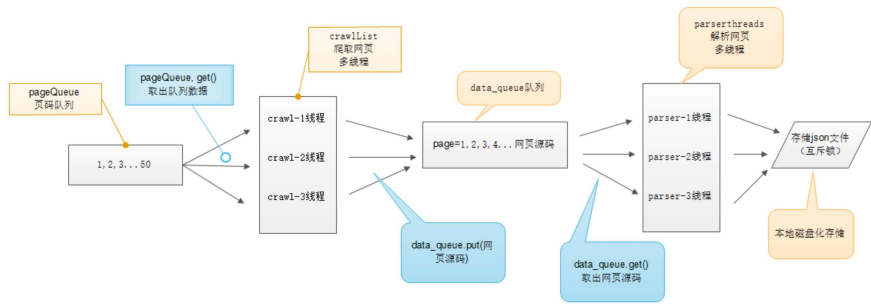 pageQueue
页码队列
1,2,3...50
pageQueue, get()
取出队列数据
crawlList
爬取网页
多线程
crawl-1线程
crawl-2线程
crawl-3线程
data_queue.put(网
页源码)
data_queue队列
page=1,2,3,4...网页源码
data_queue.get()
取出网页源码
parserthreads
解析网页
多线程
parser-1线程
parser-2线程
parser-3线程
存储json文件
（互斥锁）
本地磁盘化存储